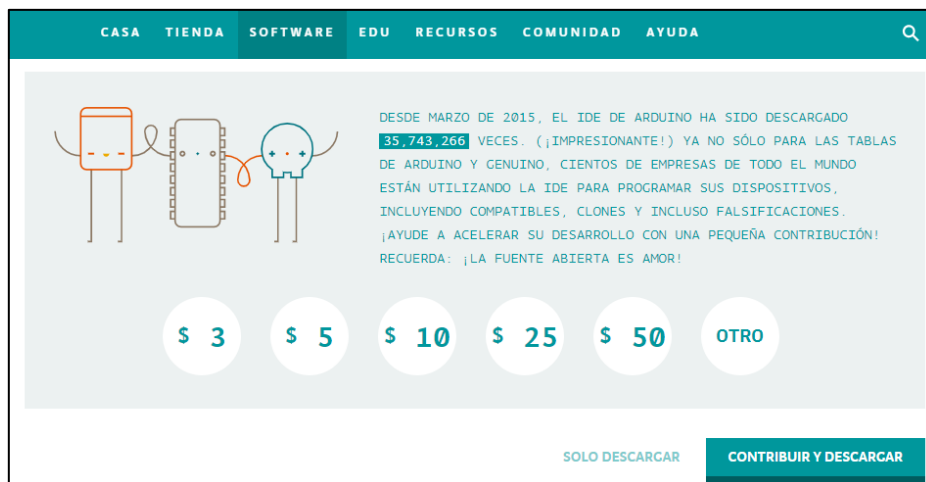 CASA TIENDA SOFTWARE EDU RECURSOS COMUNIDAD AYUDA
DESDE MARZO DE 2015, EL IDE DE ARDUINO HA SIDO DESCARGADO
35,743,266 VECES. (¡IMPRESIONANTE!) YA NO SÓLO PARA LAS TABLAS
DE ARDUINO Y GENUINO, CIENTOS DE EMPRESAS DE TODO EL MUNDO
ESTÁN UTILIZANDO LA IDE PARA PROGRAMAR SUS DISPOSITIVOS,
INCLUYENDO COMPATIBLES, CLONES Y INCLUSO FALSIFICACIONES.
¡AYUDE A ACELERAR SU DESARROLLO CON UNA PEQUEÑA CONTRIBUCIÓN!
RECUERDA: ¡LA FUENTE ABIERTA ES AMOR!
$ 3 $ 5 $ 10 $ 25 $ 50 OTRO
SOLO DESCARGAR CONTRIBUIR Y DESCARGAR